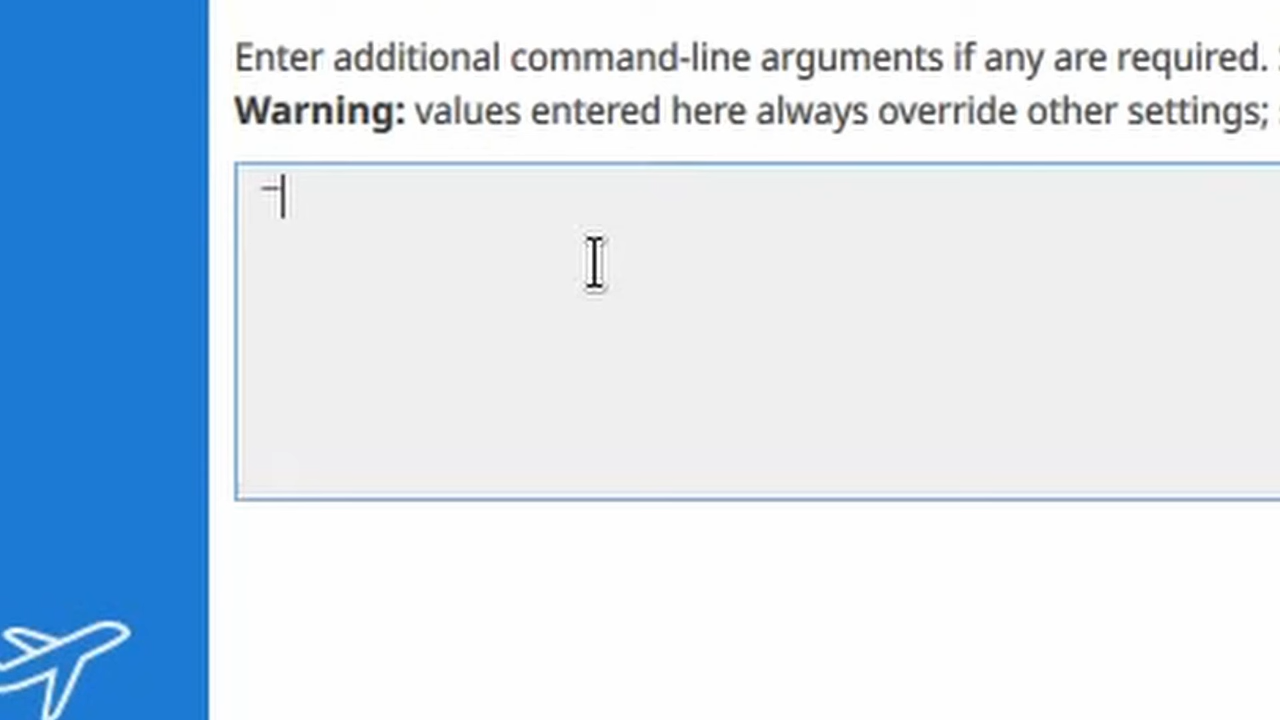 Enter additional command-line arguments if any are required.
Warning: values entered here always override other settings;
-